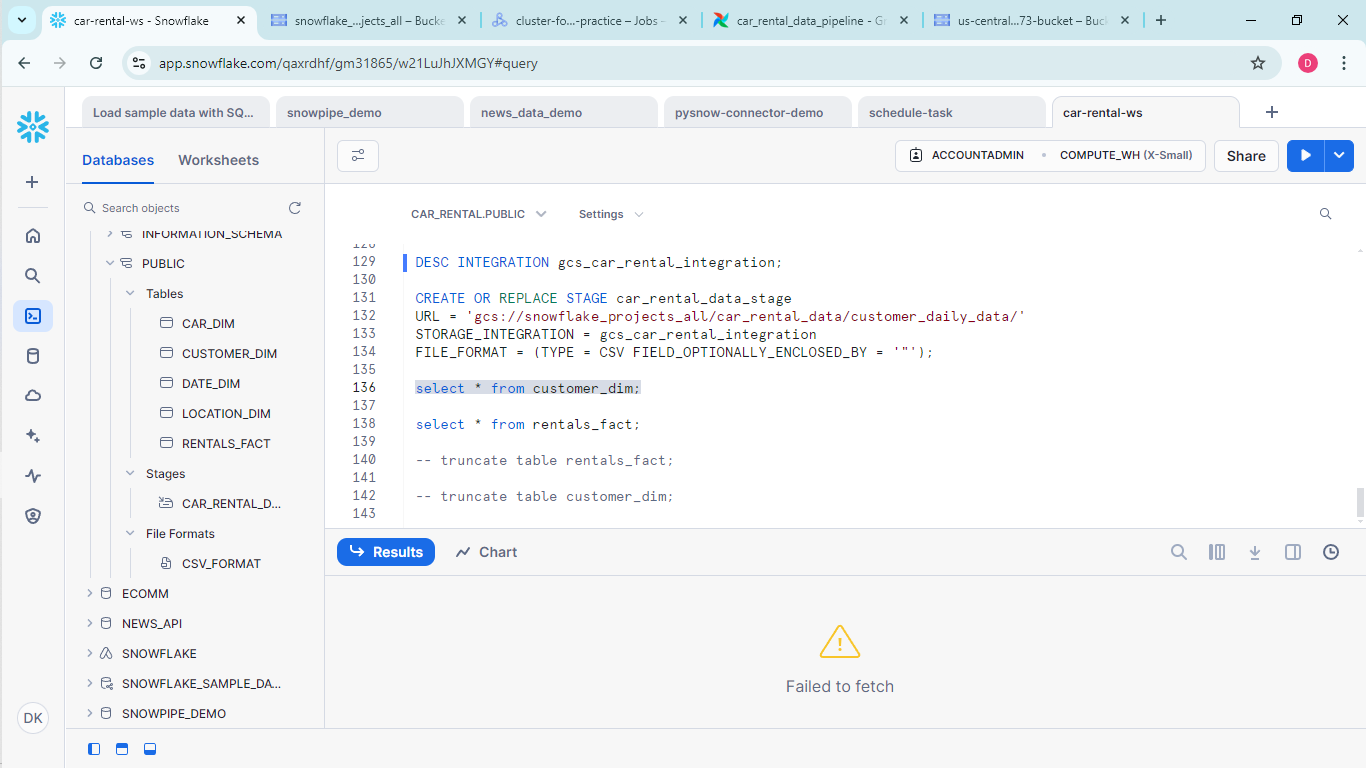 car-rental-ws - Snowflake
snowflake_...jects_all – Bucke
cluster-fo...-practice – Jobs –
car_rental_data_pipeline - Gr
us-central...73-bucket – Buck
app.snowflake.com/qaxrdhf/gm31865/w21LuJhJXMGY#query
D
Load sample data with SQ...
snowpipe_demo
news_data_demo
pysnow-connector-demo
schedule-task
car-rental-ws
Databases
Worksheets
ACCOUNTADMIN
COMPUTE_WH (X-Small)
Share
Search objects
CAR_RENTAL.PUBLIC
Settings
INFORMATION_SCHEMA
PUBLIC
Tables
CAR_DIM
CUSTOMER_DIM
DATE_DIM
LOCATION_DIM
RENTALS_FACT
Stages
CAR_RENTAL_D...
File Formats
CSV_FORMAT
ECOMM
NEWS_API
SNOWFLAKE
SNOWFLAKE_SAMPLE_DA...
SNOWPIPE_DEMO
DK
128
129 DESC INTEGRATION gcs_car_rental_integration;
130
131 CREATE OR REPLACE STAGE car_rental_data_stage
132 URL = 'gcs://snowflake_projects_all/car_rental_data/customer_daily_data/'
133 STORAGE_INTEGRATION = gcs_car_rental_integration
134 FILE_FORMAT = (TYPE = CSV FIELD_OPTIONALLY_ENCLOSED_BY = '"');
135
136 select * from customer_dim;
137
138 select * from rentals_fact;
139
140 -- truncate table rentals_fact;
141
142 -- truncate table customer_dim;
143
Results
Chart
Failed to fetch